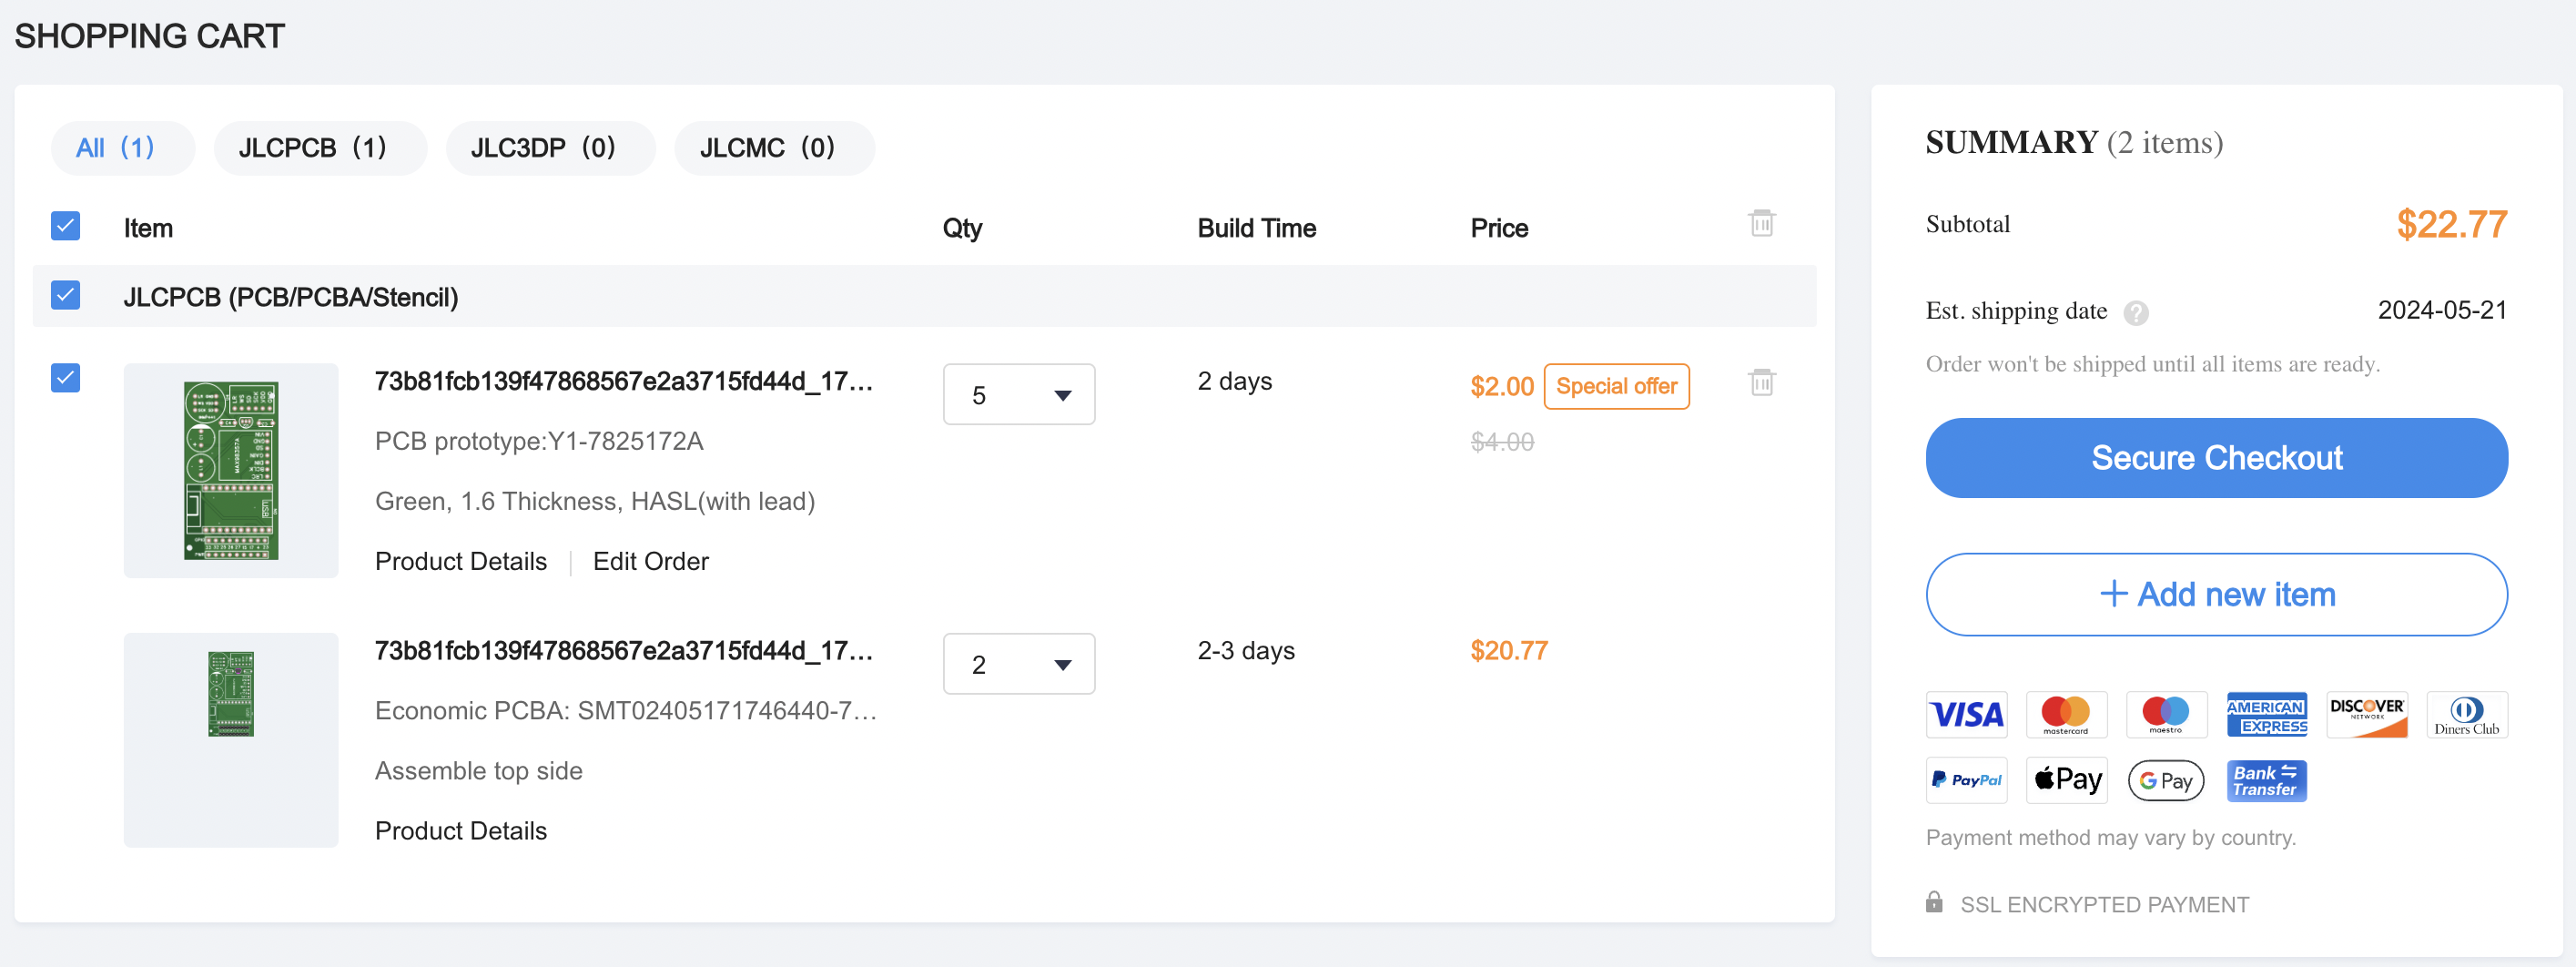 SHOPPING CART
All (1) JLCPCB (1) JLC3DP (0) JLCMC (0)
Item Qty Build Time Price
JLCPCB (PCB/PCBA/Stencil)
73b81fcb139f47868567e2a3715fd44d_17... 5 2 days $2.00 Special offer
PCB prototype:Y1-7825172A $4.00
Green, 1.6 Thickness, HASL(with lead)
Product Details | Edit Order
73b81fcb139f47868567e2a3715fd44d_17... 2 2-3 days $20.77
Economic PCBA: SMT02405171746440-7...
Assemble top side
Product Details
SUMMARY (2 items)
Subtotal $22.77
Est. shipping date ? 2024-05-21
Order won't be shipped until all items are ready.
Secure Checkout
+ Add new item
VISA mastercard maestro AMERICAN EXPRESS DISCOVER NETWORK Diners Club
PayPal Pay G Pay Bank Transfer
Payment method may vary by country.
SSL ENCRYPTED PAYMENT